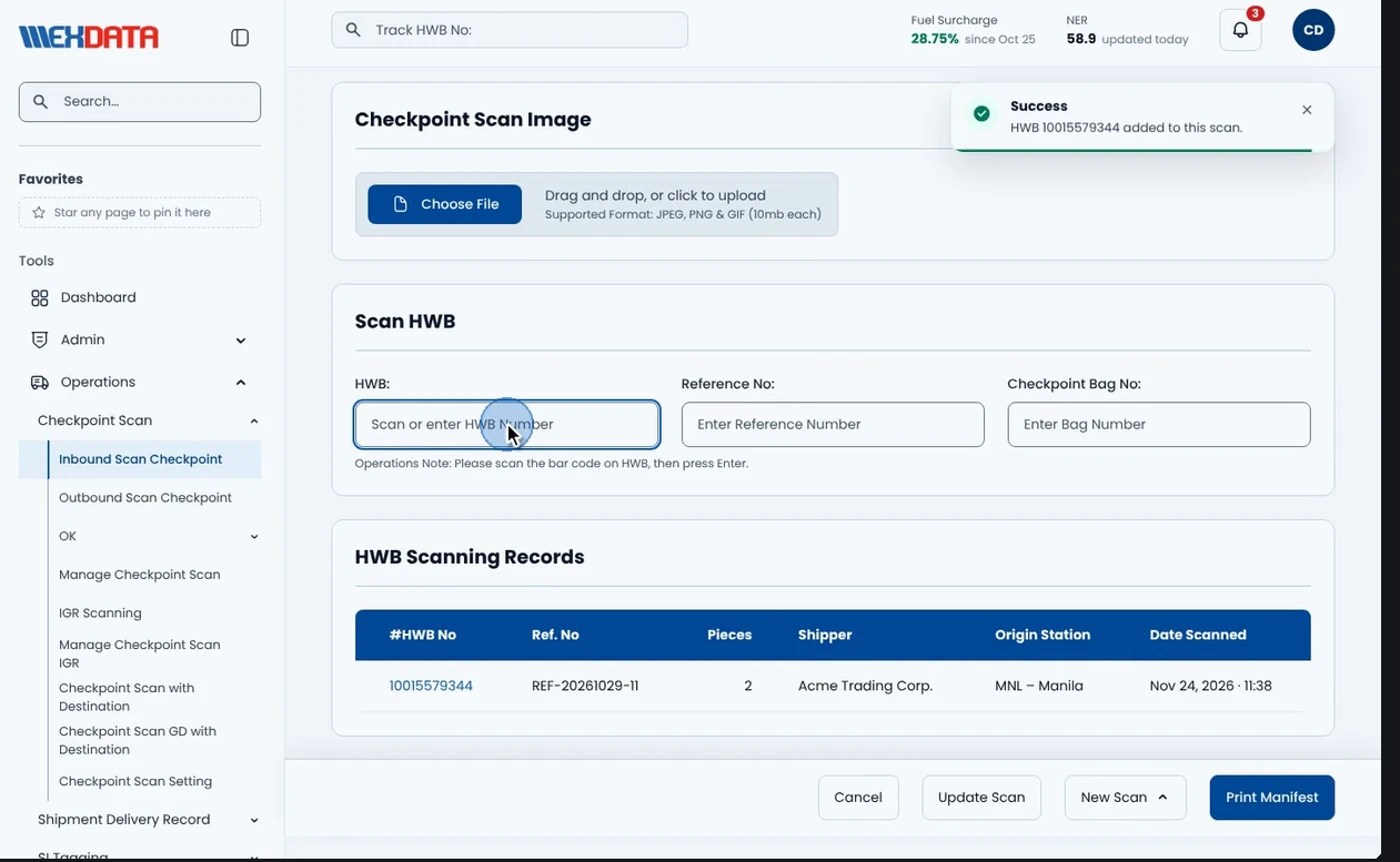 WEXDATA
Search...
Favorites
Star any page to pin it here
Tools
Dashboard
Admin
Operations
Checkpoint Scan
Inbound Scan Checkpoint
Outbound Scan Checkpoint
OK
Manage Checkpoint Scan
IGR Scanning
Manage Checkpoint Scan
IGR
Checkpoint Scan with
Destination
Checkpoint Scan GD with
Destination
Checkpoint Scan Setting
Shipment Delivery Record
SI Tagging
Track HWB No:
Fuel Surcharge
28.75% since Oct 25
NER
58.9 updated today
3
CD
Success
HWB 10015579344 added to this scan.
Checkpoint Scan Image
Choose File
Drag and drop, or click to upload
Supported Format: JPEG, PNG & GIF (10mb each)
Scan HWB
HWB: Reference No: Checkpoint Bag No:
Scan or enter HWB Number Enter Reference Number Enter Bag Number
Operations Note: Please scan the bar code on HWB, then press Enter.
HWB Scanning Records
#HWB No Ref. No Pieces Shipper Origin Station Date Scanned
10015579344 REF-20261029-11 2 Acme Trading Corp. MNL – Manila Nov 24, 2026 · 11:38
Cancel Update Scan New Scan Print Manifest